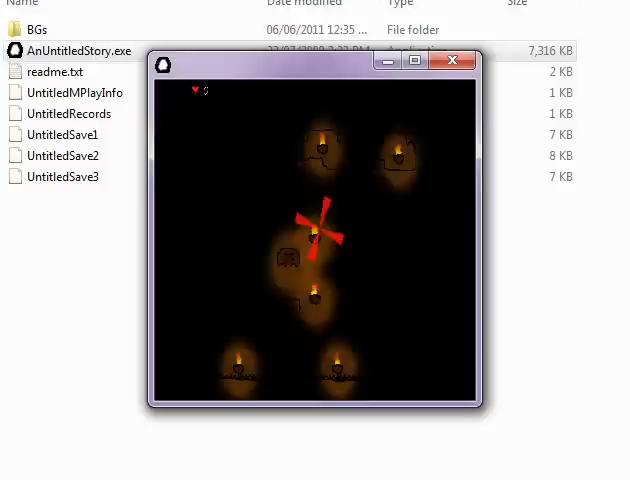 Name Date modified Type Size
BGs 06/06/2011 12:35 ... File folder
AnUntitledStory.exe Application 7,316 KB
readme.txt 2 KB
UntitledMPlayInfo 1 KB
UntitledRecords 1 KB
UntitledSave1 7 KB
UntitledSave2 8 KB
UntitledSave3 7 KB